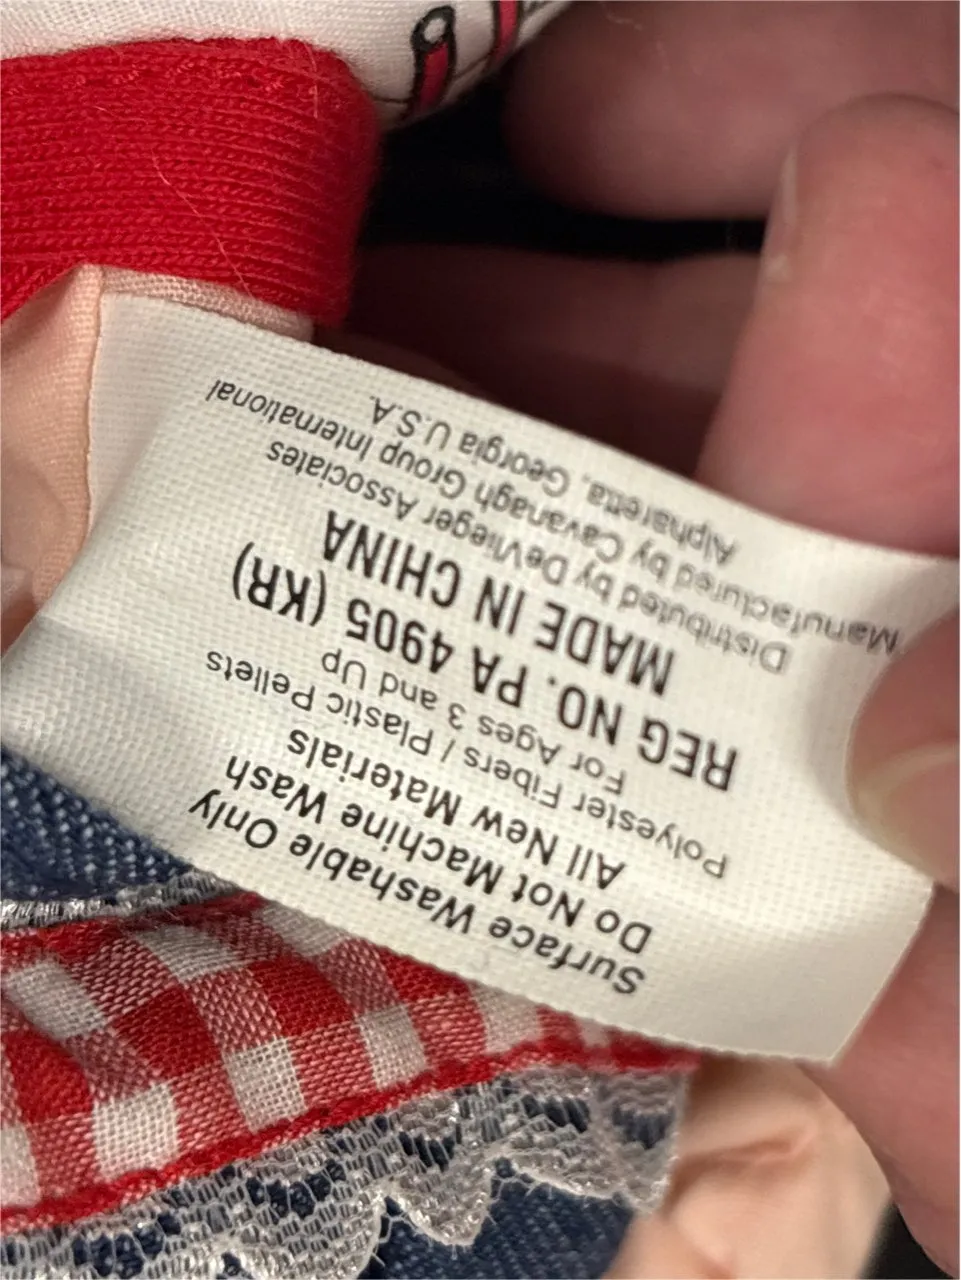 Surface Washable Only
Do Not Machine Wash
All New Materials
Polyester Fibers / Plastic Pellets
For Ages 3 and Up
REG NO. PA 4905 (KR)
MADE IN CHINA
Distributed by DeVlieger Associates
Manufactured by Cavanagh Group International
Alpharetta, Georgia U.S.A.